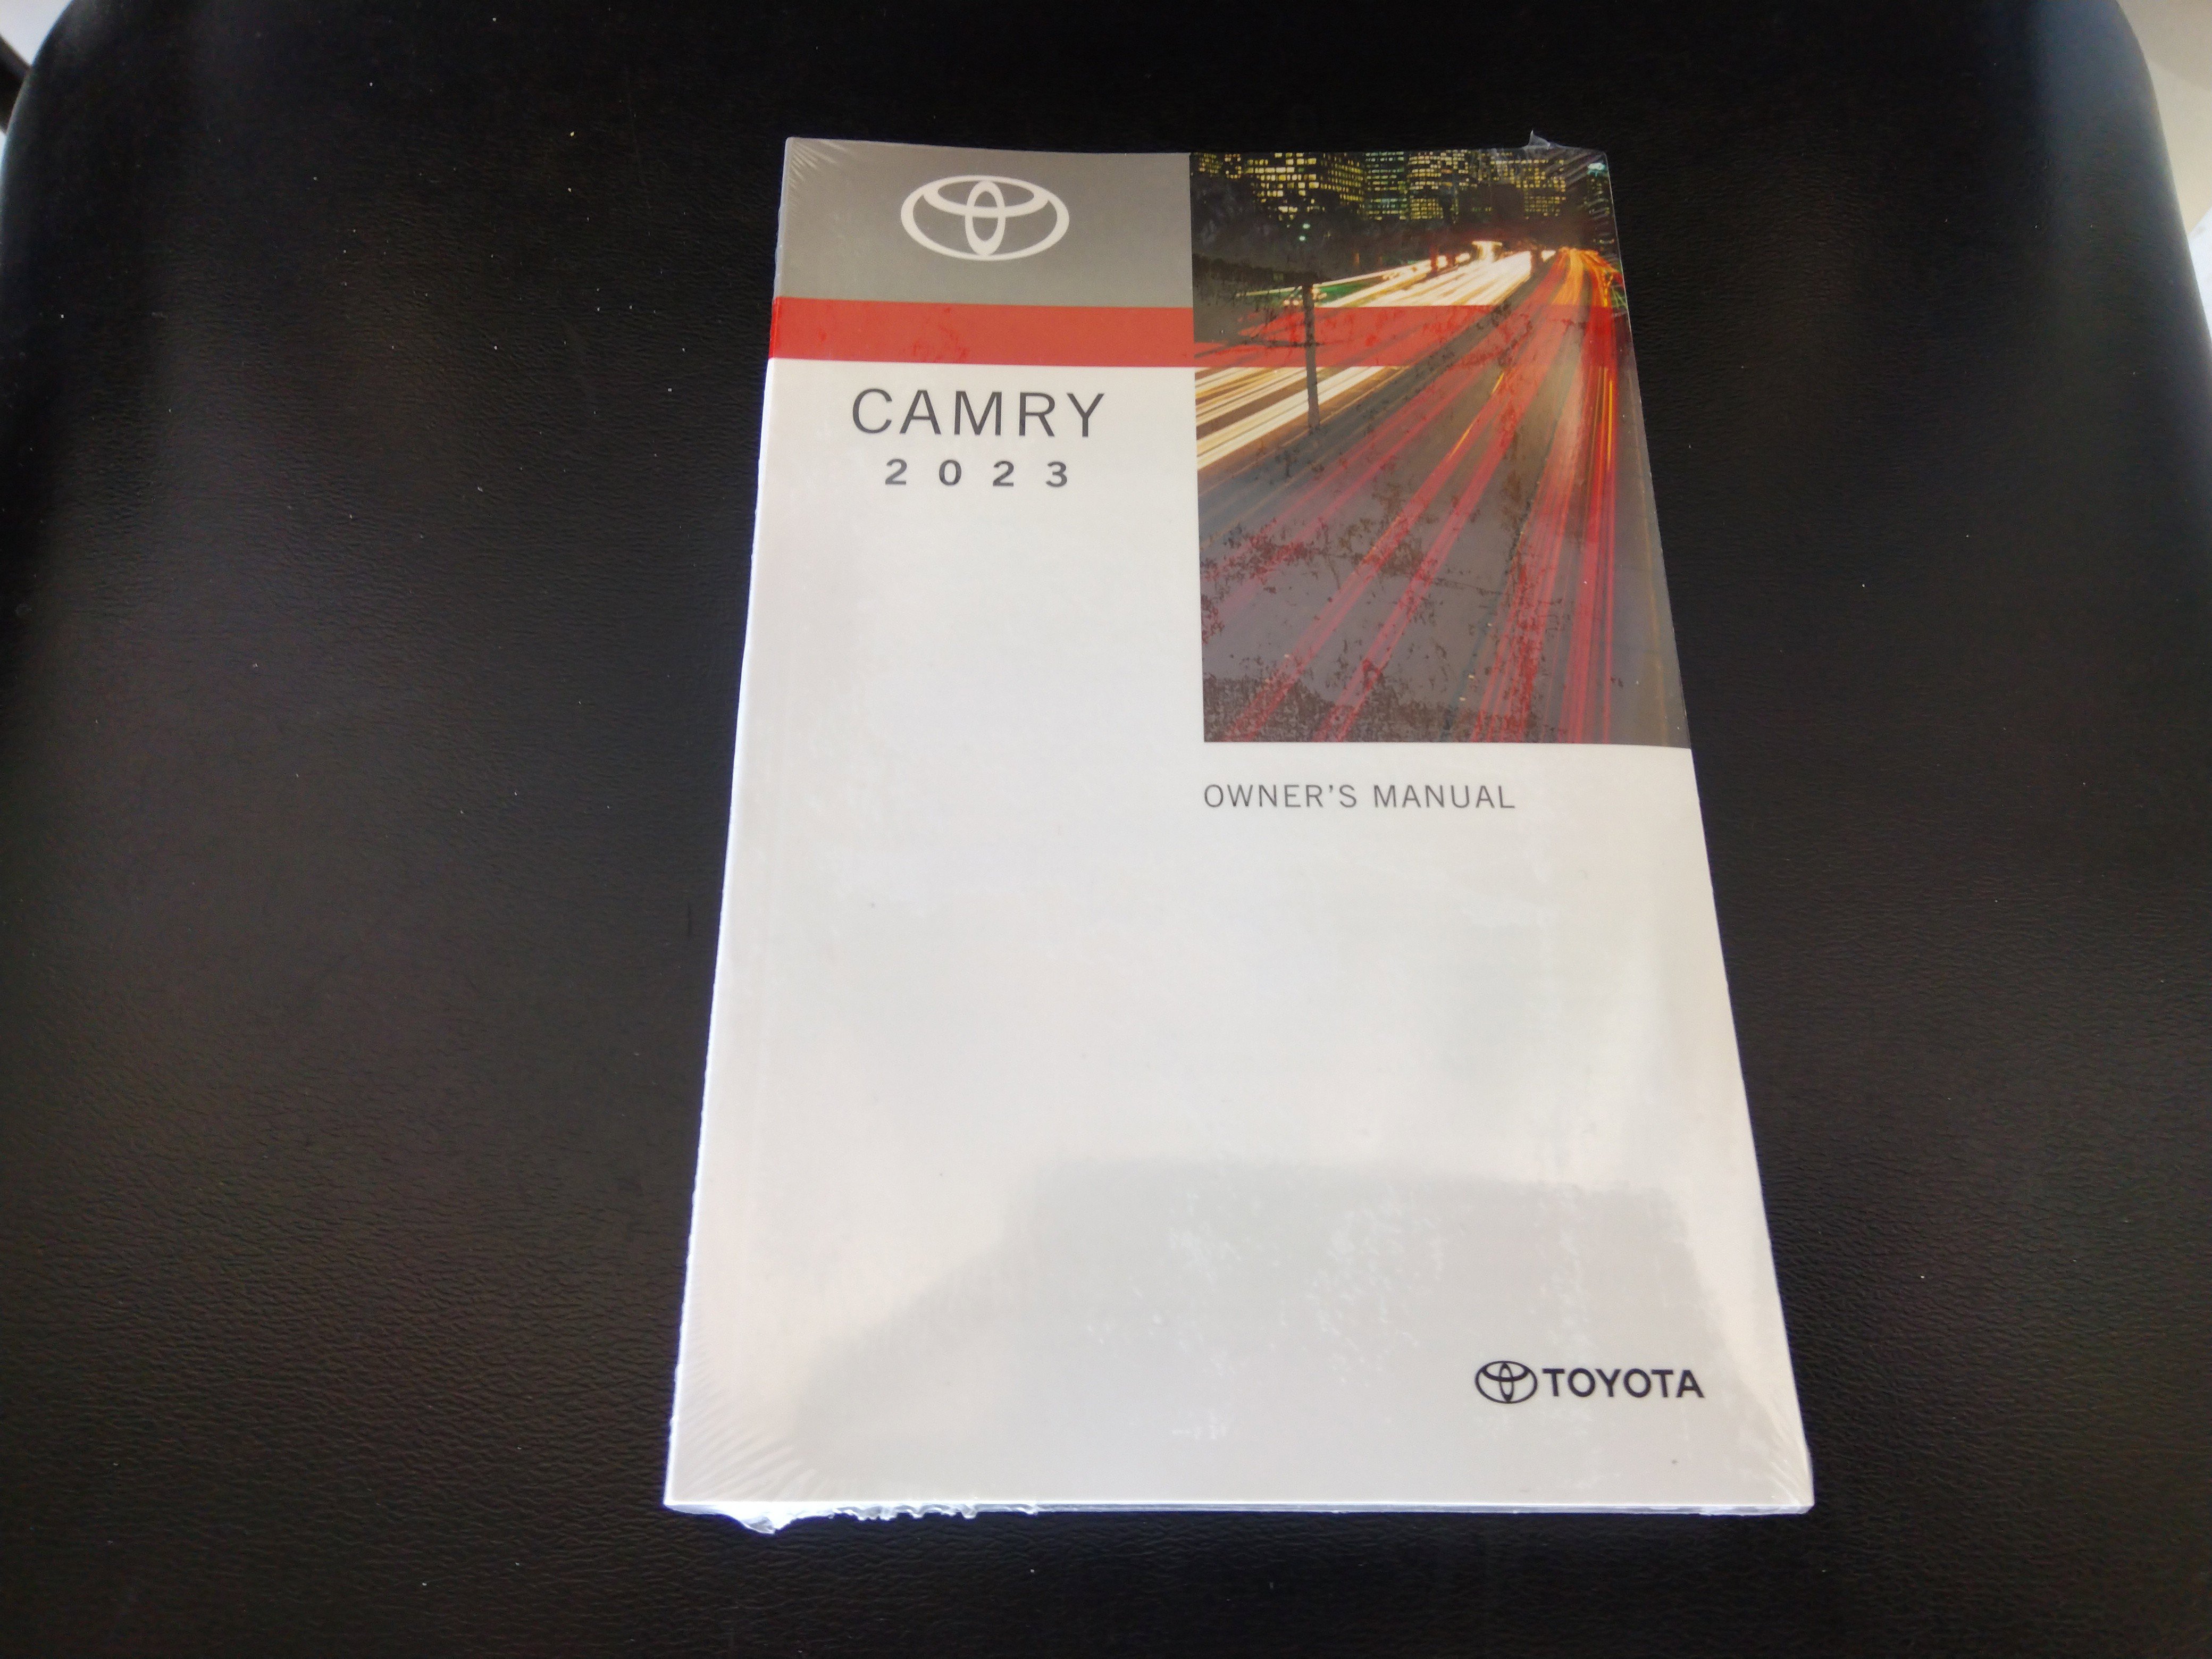 CAMRY
2023
OWNER'S MANUAL
TOYOTA